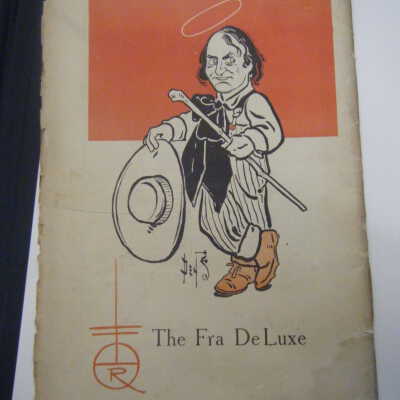 The Fra De Luxe
R